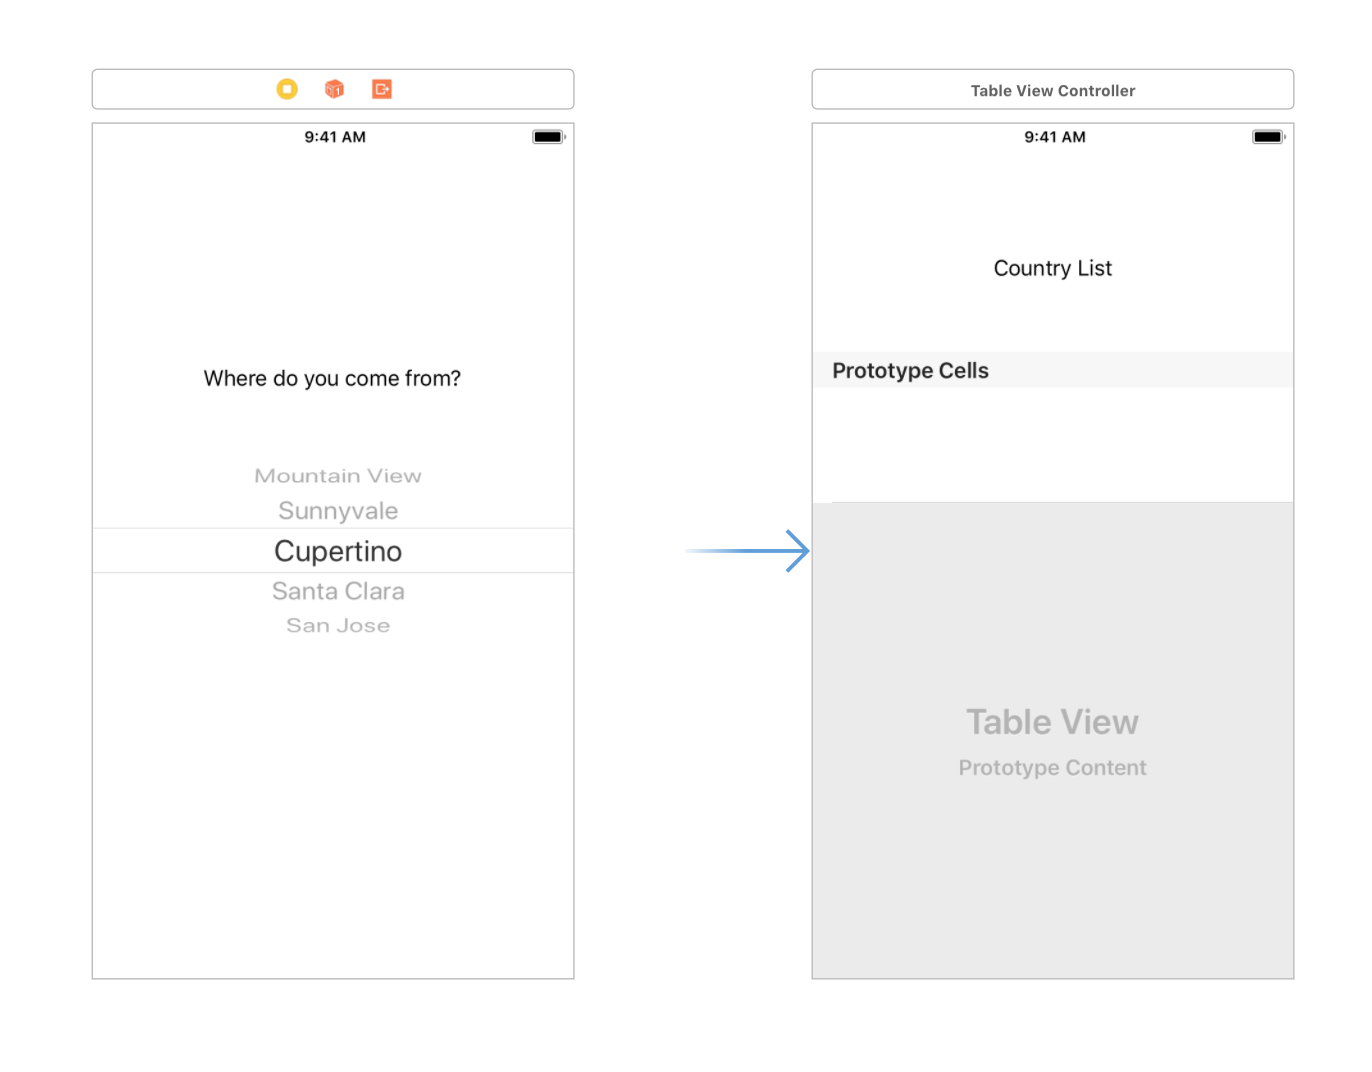 9:41 AM
Where do you come from?
Mountain View
Sunnyvale
Cupertino
Santa Clara
San Jose
Table View Controller
9:41 AM
Country List
Prototype Cells
Table View
Prototype Content